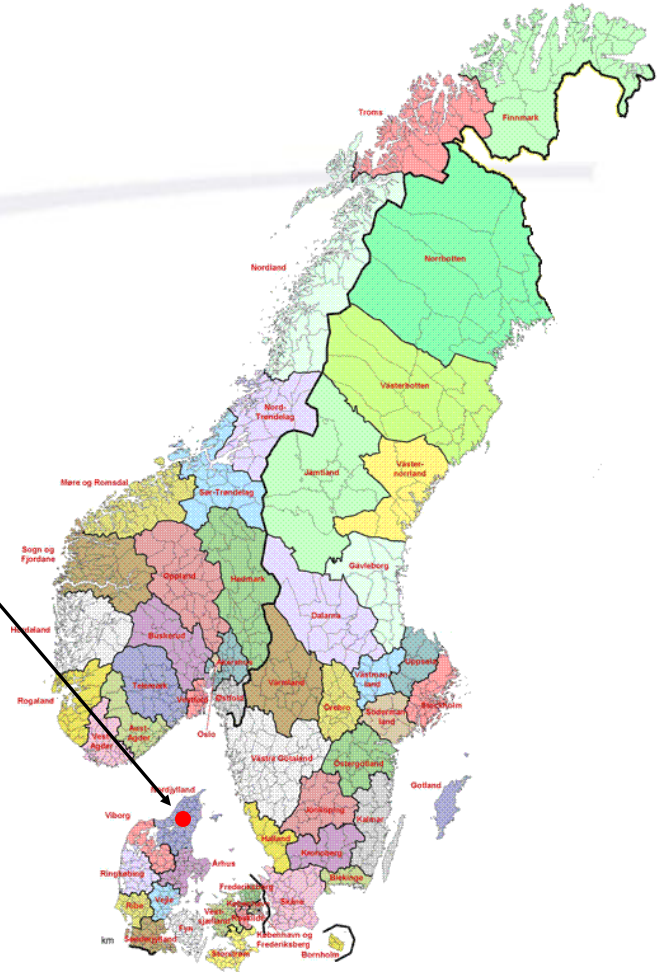 Troms
Finnmark
Norrbotten
Nordland
Västerbotten
Nord-
Trøndelag
Väster-
norrland
Jämtland
Møre og Romsdal
Sør-Trøndelag
Sogn og
Fjordane
Gävleborg
Oppland
Hedmark
Dalarna
Hordaland
Buskerud
Akershus
Uppsala
Västman
land
Telemark
Värmland
Rogaland
Vestfold
Østfold
Örebro
Söderman
land
Stockholm
Aust-
Agder
Vest
Agder
Oslo
Västra Götaland
Östergötland
Gotland
Nordjylland
Jönköping
Viborg
Kalmar
Halland
Kronoberg
Århus
Ringkøbing
Blekinge
Frederiksborg
Ribe
Vejle
København
Skåne
Vest-
sjælland
Roskilde
Fyn
km
Sønderjylland
København og
Frederiksberg
Storstrøm
Bornholm